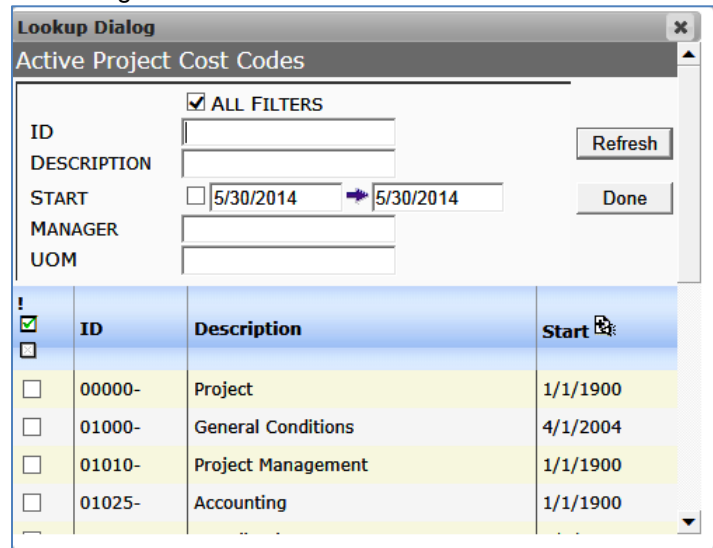 Lookup Dialog
Active Project Cost Codes
ALL FILTERS
ID
Refresh
DESCRIPTION
START 5/30/2014 5/30/2014
Done
MANAGER
UOM
! ID Description Start
00000- Project 1/1/1900
01000- General Conditions 4/1/2004
01010- Project Management 1/1/1900
01025- Accounting 1/1/1900